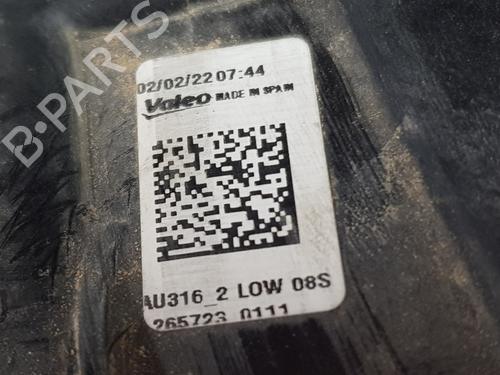 02/02/22 07:44
Valeo MADE IN SPAIN
AU316_2 LOW 08S
265723 0111
B-PARTS